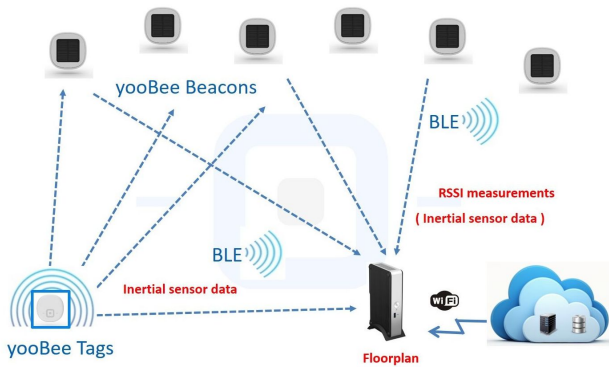 yooBee Beacons
BLE
RSSI measurements
( Inertial sensor data )
BLE
Inertial sensor data
WiFi
yooBee Tags
Floorplan